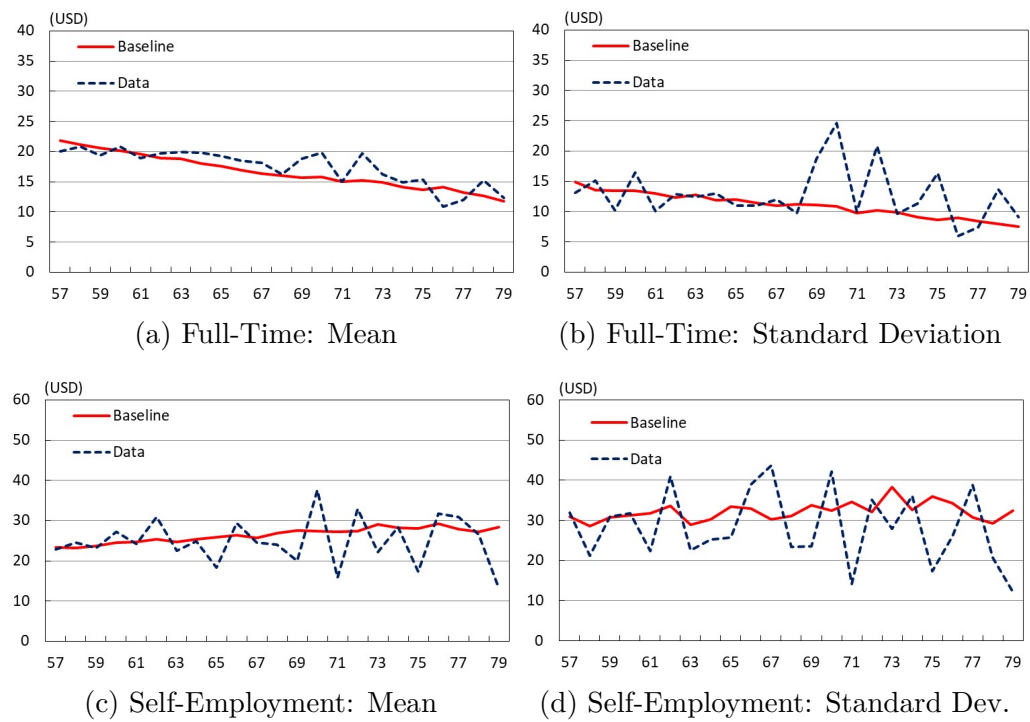 (USD)
40
35
30
25
20
15
10
5
0
Baseline
Data
57 59 61 63 65 67 69 71 73 75 77 79
(a) Full-Time: Mean
(USD)
40
35
30
25
20
15
10
5
0
Baseline
Data
57 59 61 63 65 67 69 71 73 75 77 79
(b) Full-Time: Standard Deviation
(USD)
60
50
40
30
20
10
0
Baseline
Data
57 59 61 63 65 67 69 71 73 75 77 79
(c) Self-Employment: Mean
(USD)
60
50
40
30
20
10
0
Baseline
Data
57 59 61 63 65 67 69 71 73 75 77 79
(d) Self-Employment: Standard Dev.